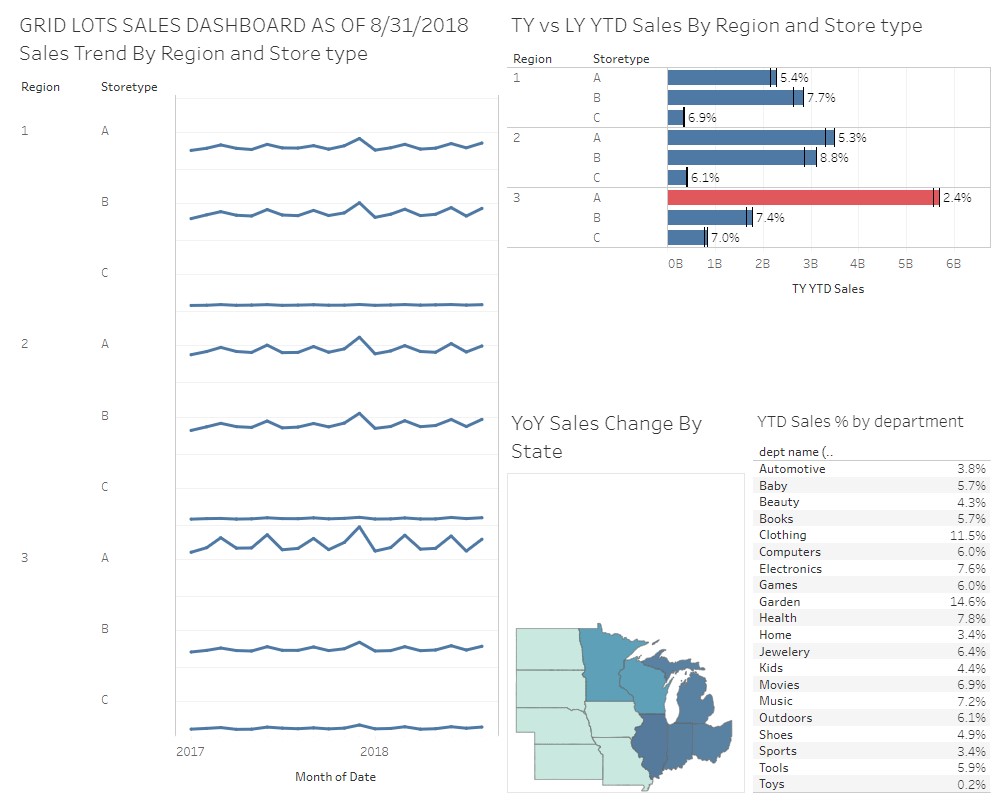 GRID LOTS SALES DASHBOARD AS OF 8/31/2018
Sales Trend By Region and Store type
Region Storetype
1 A
B
C
2 A
B
C
3 A
B
C
2017 2018
Month of Date
TY vs LY YTD Sales By Region and Store type
Region Storetype
1 A 5.4%
B 7.7%
C 6.9%
2 A 5.3%
B 8.8%
C 6.1%
3 A 2.4%
B 7.4%
C 7.0%
0B 1B 2B 3B 4B 5B 6B
TY YTD Sales
YoY Sales Change By
State
YTD Sales % by department
dept name (..
Automotive 3.8%
Baby 5.7%
Beauty 4.3%
Books 5.7%
Clothing 11.5%
Computers 6.0%
Electronics 7.6%
Games 6.0%
Garden 14.6%
Health 7.8%
Home 3.4%
Jewelery 6.4%
Kids 4.4%
Movies 6.9%
Music 7.2%
Outdoors 6.1%
Shoes 4.9%
Sports 3.4%
Tools 5.9%
Toys 0.2%